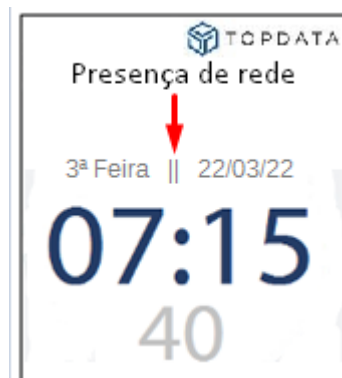 TOPDATA
Presença de rede
3ª Feira || 22/03/22
07:15
40